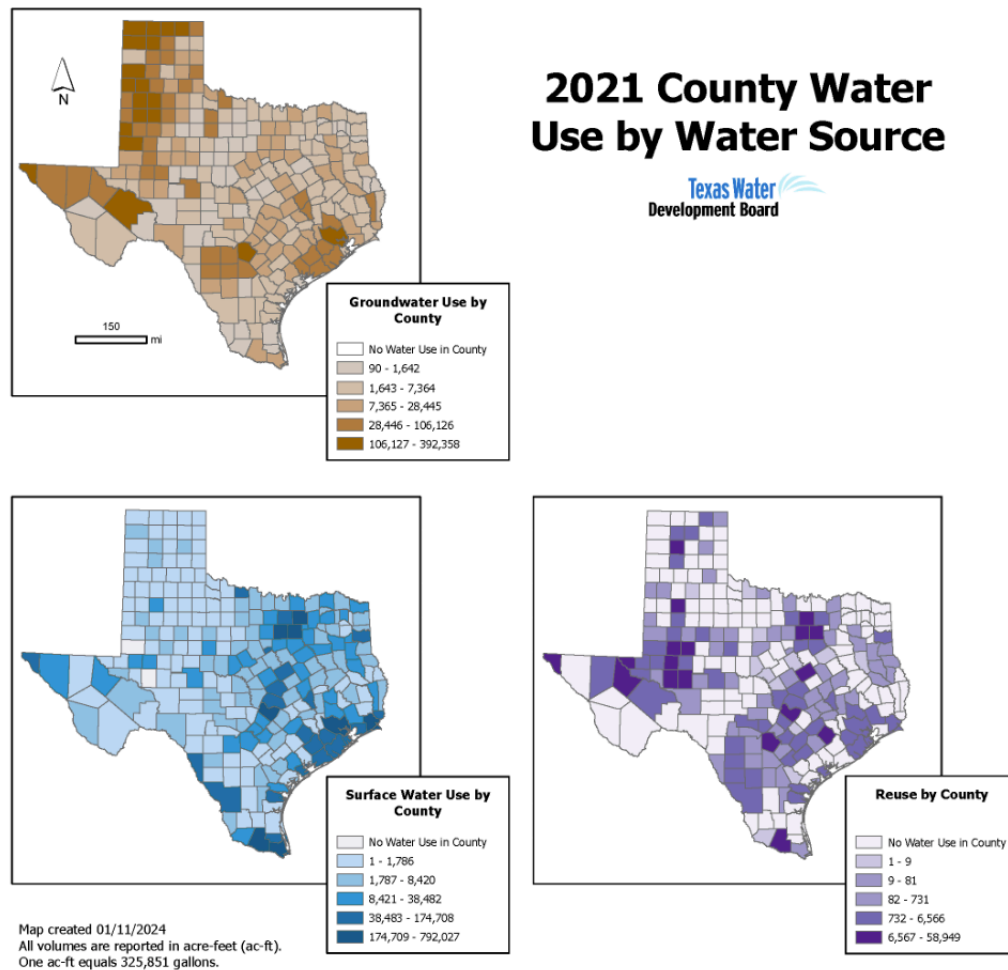 2021 County Water
Use by Water Source
Texas Water
Development Board
N
150
mi
Groundwater Use by
County
No Water Use in County
90 - 1,642
1,643 - 7,364
7,365 - 28,445
28,446 - 106,126
106,127 - 392,358
Surface Water Use by
County
No Water Use in County
1 - 1,786
1,787 - 8,420
8,421 - 38,482
38,483 - 174,708
174,709 - 792,027
Reuse by County
No Water Use in County
1 - 9
9 - 81
82 - 731
732 - 6,566
6,567 - 58,949
Map created 01/11/2024
All volumes are reported in acre-feet (ac-ft).
One ac-ft equals 325,851 gallons.